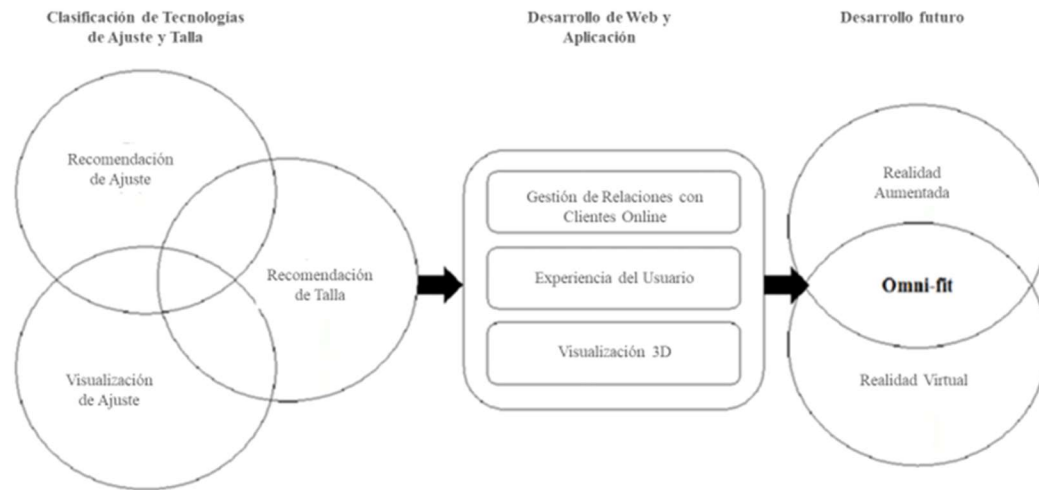 Clasificación de Tecnologías
de Ajuste y Talla
Desarrollo de Web y
Aplicación
Desarrollo futuro
Recomendación
de Ajuste
Recomendación
de Talla
Visualización
de Ajuste
Gestión de Relaciones con
Clientes Online
Experiencia del Usuario
Visualización 3D
Realidad
Aumentada
Omni-fit
Realidad Virtual